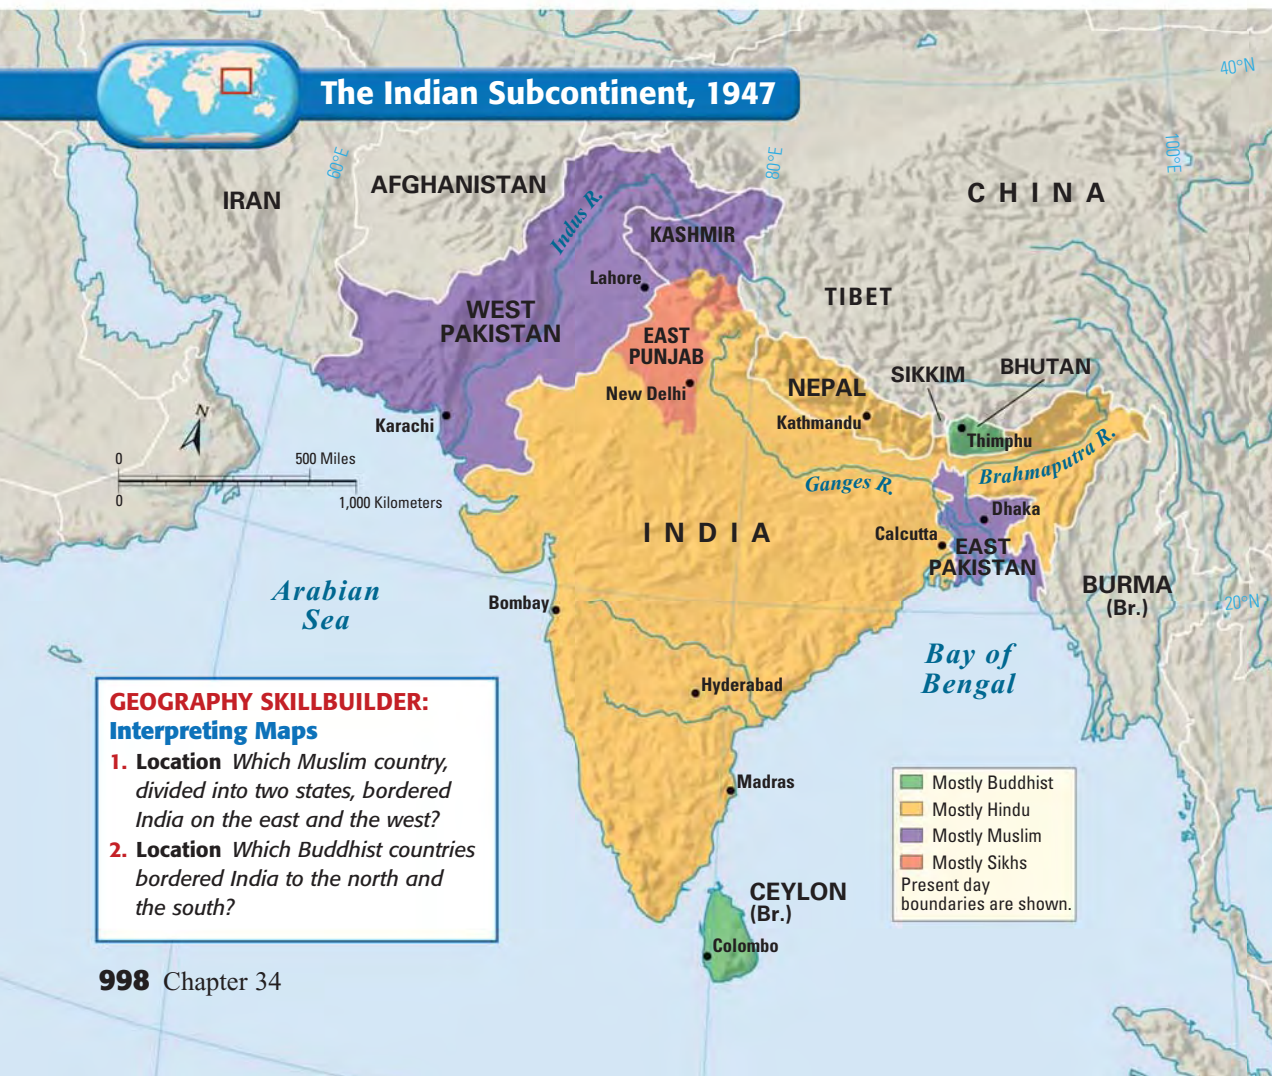 The Indian Subcontinent, 1947
40°N
60°E
80°E
100°E
IRAN
AFGHANISTAN
CHINA
Indus R.
KASHMIR
Lahore
TIBET
WEST
PAKISTAN
EAST
PUNJAB
New Delhi
NEPAL
Kathmandu
SIKKIM
BHUTAN
Thimphu
Karachi
N
0
500 Miles
0
1,000 Kilometers
Ganges R.
Brahmaputra R.
Dhaka
INDIA
Calcutta
EAST
PAKISTAN
BURMA
(Br.)
20°N
Arabian
Sea
Bombay
Bay of
Bengal
Hyderabad
Madras
CEYLON
(Br.)
Colombo
GEOGRAPHY SKILLBUILDER:
Interpreting Maps
1. Location Which Muslim country,
divided into two states, bordered
India on the east and the west?
2. Location Which Buddhist countries
bordered India to the north and
the south?
Mostly Buddhist
Mostly Hindu
Mostly Muslim
Mostly Sikhs
Present day
boundaries are shown.
998 Chapter 34